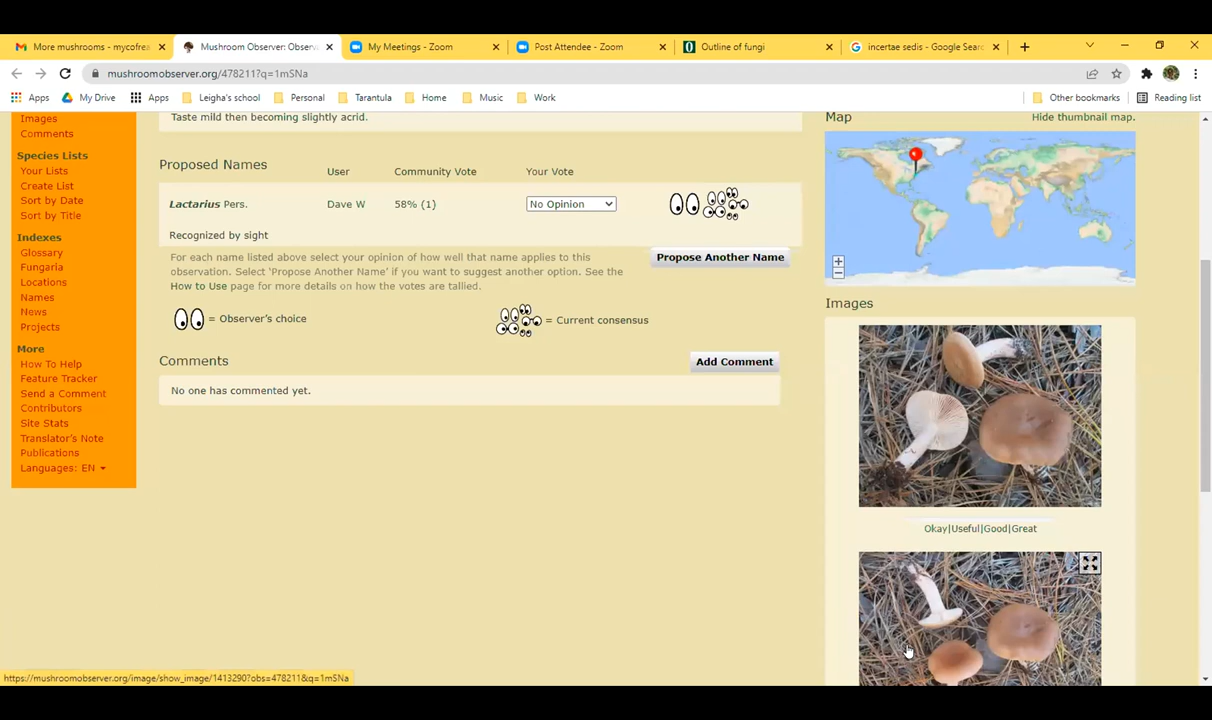 More mushrooms - mycofrea
Mushroom Observer: Observa
My Meetings - Zoom
Post Attendee - Zoom
Outline of fungi
incertae sedis - Google Searc
mushroomobserver.org/478211?q=1mSNa
Apps
My Drive
Apps
Leigha's school
Personal
Tarantula
Home
Music
Work
Other bookmarks
Reading list
Images
Comments
Species Lists
Your Lists
Create List
Sort by Date
Sort by Title
Indexes
Glossary
Fungaria
Locations
Names
News
Projects
More
How To Help
Feature Tracker
Send a Comment
Contributors
Site Stats
Translator's Note
Publications
Languages: EN
Taste mild then becoming slightly acrid.
Proposed Names
User
Community Vote
Your Vote
Lactarius Pers.
Dave W
58% (1)
No Opinion
Recognized by sight
For each name listed above select your opinion of how well that name applies to this
observation. Select 'Propose Another Name' if you want to suggest another option. See the
How to Use page for more details on how the votes are tallied.
Propose Another Name
= Observer's choice
= Current consensus
Comments
Add Comment
No one has commented yet.
Map
Hide thumbnail map.
+
−
Images
Okay|Useful|Good|Great
https://mushroomobserver.org/image/show_image/1413290?obs=478211&q=1mSNa